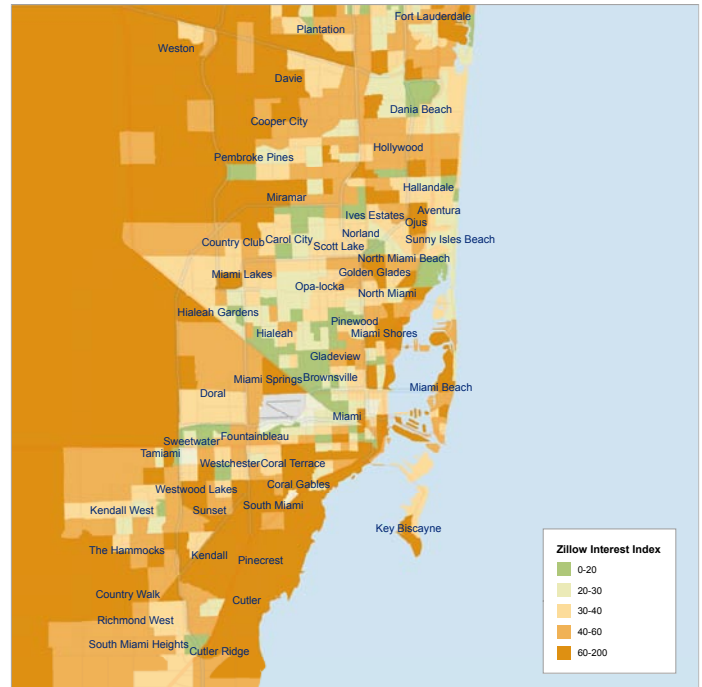 Fort Lauderdale
Plantation
Weston
Davie
Dania Beach
Cooper City
Hollywood
Pembroke Pines
Hallandale
Miramar
Ives Estates
Aventura
Ojus
Norland
Country Club
Carol City
Scott Lake
Sunny Isles Beach
North Miami Beach
Miami Lakes
Golden Glades
Opa-locka
North Miami
Hialeah Gardens
Pinewood
Hialeah
Miami Shores
Gladeview
Miami Springs
Brownsville
Miami Beach
Doral
Miami
Fountainbleau
Sweetwater
Tamiami
Westchester
Coral Terrace
Westwood Lakes
Coral Gables
South Miami
Kendall West
Sunset
Key Biscayne
The Hammocks
Kendall
Pinecrest
Country Walk
Cutler
Richmond West
South Miami Heights
Cutler Ridge
Zillow Interest Index
0-20
20-30
30-40
40-60
60-200